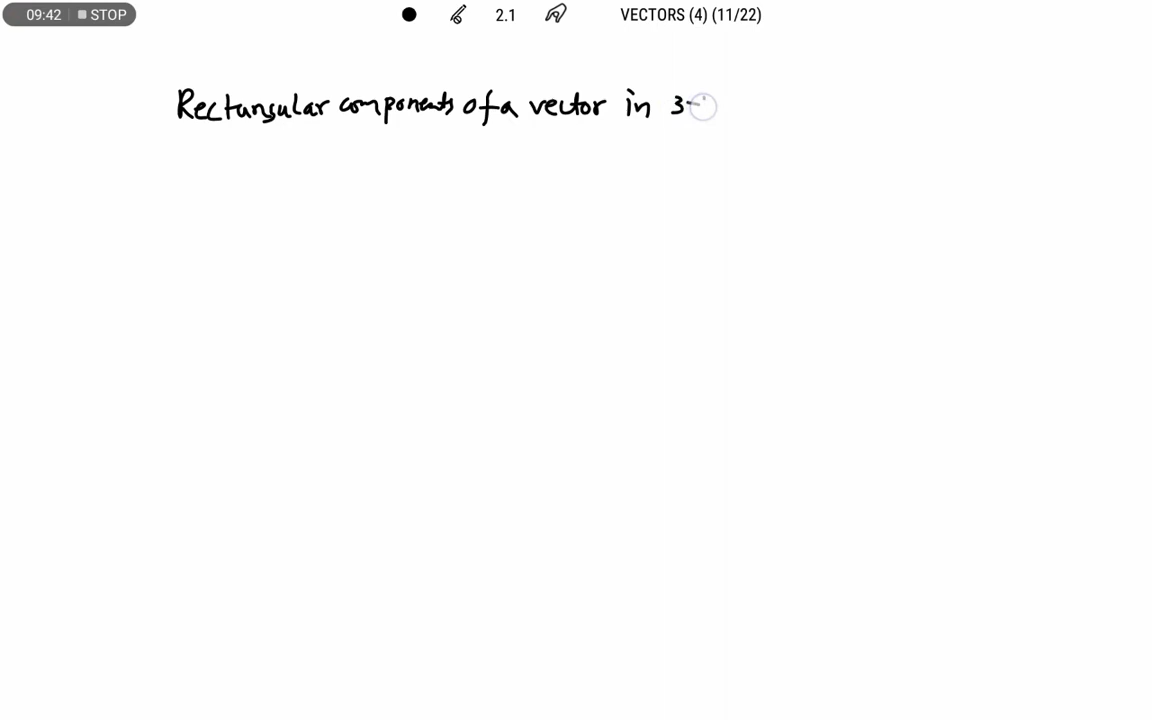 09:42 STOP 2.1 VECTORS (4) (11/22)
Rectangular components of a vector in 3-